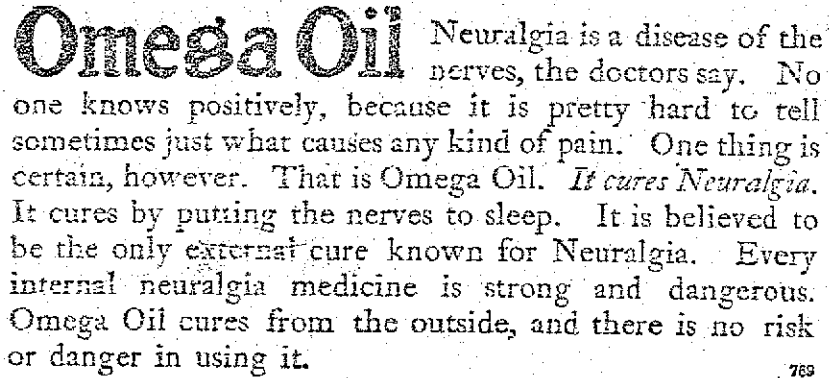 Omega Oil Neuralgia is a disease of the
nerves, the doctors say. No
one knows positively, because it is pretty hard to tell
sometimes just what causes any kind of pain. One thing is
certain, however. That is Omega Oil. It cures Neuralgia.
It cures by putting the nerves to sleep. It is believed to
be the only external cure known for Neuralgia. Every
internal neuralgia medicine is strong and dangerous.
Omega Oil cures from the outside, and there is no risk
or danger in using it.
769